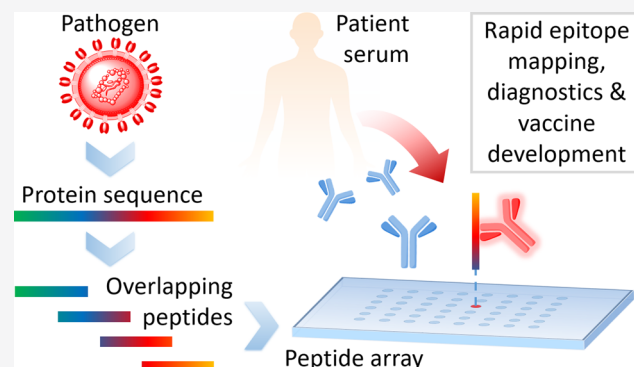 Pathogen
Protein sequence
Overlapping
peptides
Patient
serum
Peptide array
Rapid epitope
mapping,
diagnostics &
vaccine
development